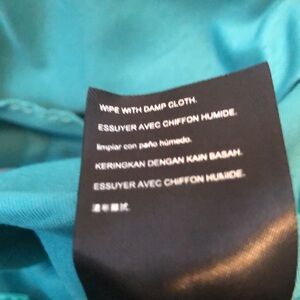 WIPE WITH DAMP CLOTH.
ESSUYER AVEC CHIFFON HUMIDE.
limpiar con paño húmedo.
KERINGKAN DENGAN KAIN BASAH.
ESSUYER AVEC CHIFFON HUMIDE.